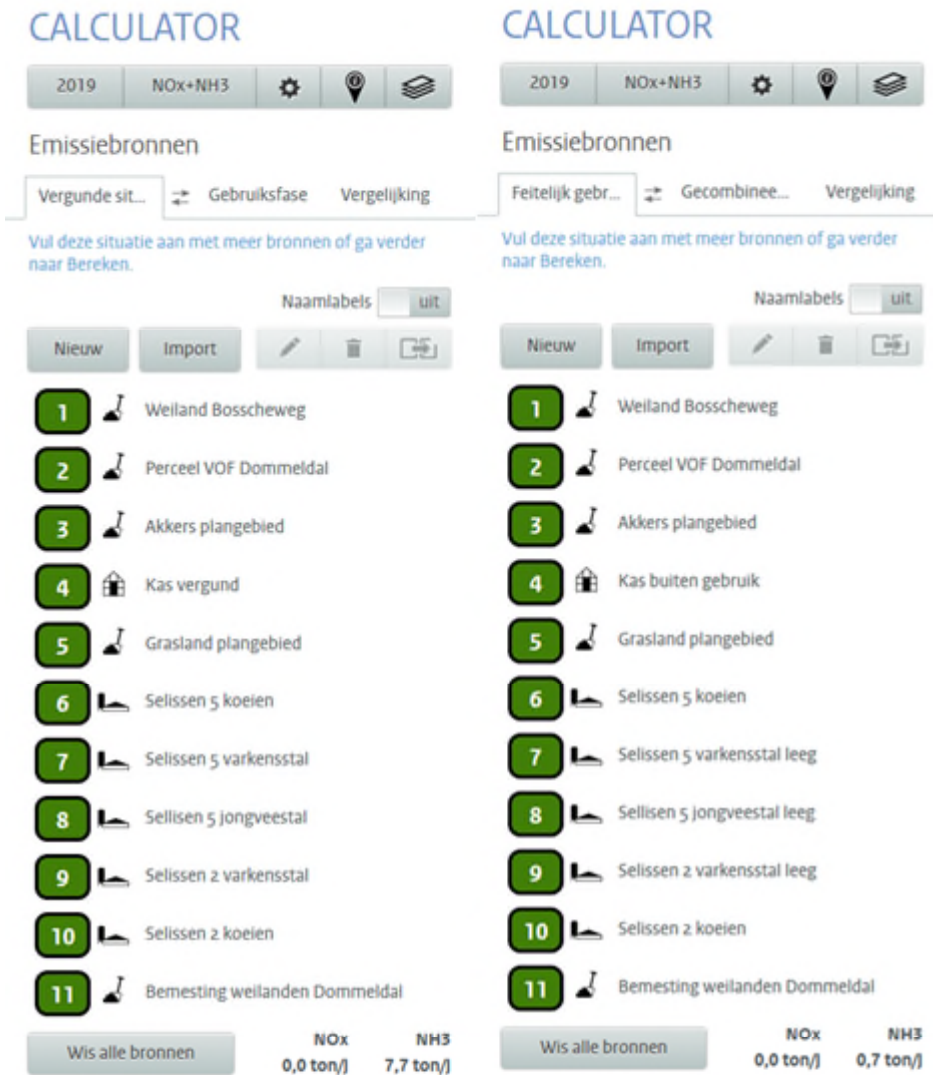 CALCULATOR
2019 NOx+NH3
Emissiebronnen
Vergunde sit... Gebruiksfase Vergelijking
Vul deze situatie aan met meer bronnen of ga verder
naar Bereken.
Naamlabels uit
Nieuw Import
1 Weiland Bosscheweg
2 Perceel VOF Dommeldal
3 Akkers plangebied
4 Kas vergund
5 Grasland plangebied
6 Selissen 5 koeien
7 Selissen 5 varkensstal
8 Sellisen 5 jongveestal
9 Selissen 2 varkensstal
10 Selissen 2 koeien
11 Bemesting weilanden Dommeldal
Wis alle bronnen NOx NH3
0,0 ton/j 7,7 ton/j
CALCULATOR
2019 NOx+NH3
Emissiebronnen
Feitelijk gebr... Gecombinee... Vergelijking
Vul deze situatie aan met meer bronnen of ga verder
naar Bereken.
Naamlabels uit
Nieuw Import
1 Weiland Bosscheweg
2 Perceel VOF Dommeldal
3 Akkers plangebied
4 Kas buiten gebruik
5 Grasland plangebied
6 Selissen 5 koeien
7 Selissen 5 varkensstal leeg
8 Sellisen 5 jongveestal leeg
9 Selissen 2 varkensstal leeg
10 Selissen 2 koeien
11 Bemesting weilanden Dommeldal
Wis alle bronnen NOx NH3
0,0 ton/j 0,7 ton/j